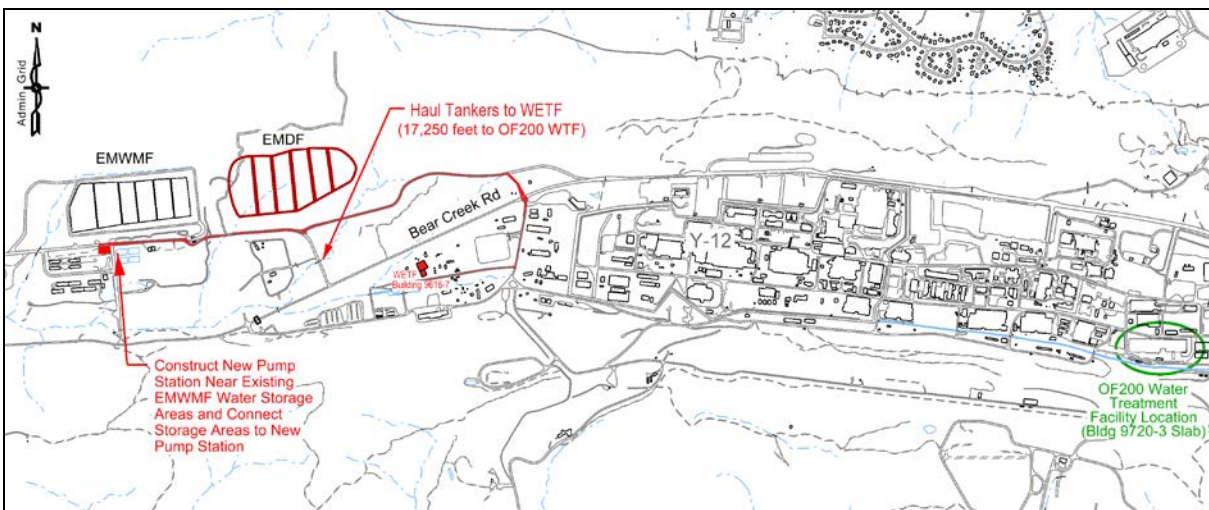 N
Admin Grid
Haul Tankers to WETF
(17,250 feet to OF200 WTF)
EMWMF
EMDF
Bear Creek Rd
Y-12
WETF
Building 9616-7
Construct New Pump
Station Near Existing
EMWMF Water Storage
Areas and Connect
Storage Areas to New
Pump Station
OF200 Water
Treatment
Facility Location
(Bldg 9720-3 Slab)